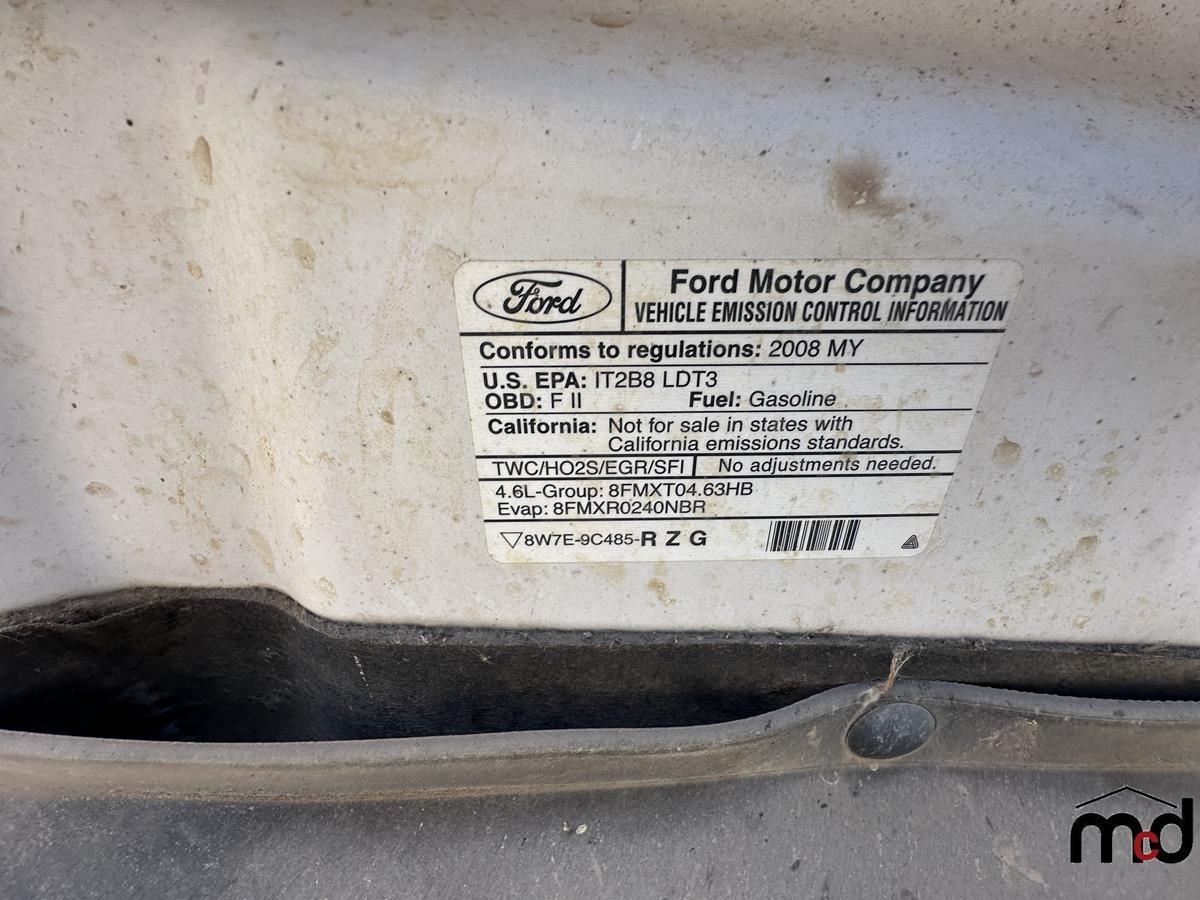 Ford
Ford Motor Company
VEHICLE EMISSION CONTROL INFORMATION
Conforms to regulations: 2008 MY
U.S. EPA: IT2B8 LDT3
OBD: F II Fuel: Gasoline
California: Not for sale in states with
California emissions standards.
TWC/HO2S/EGR/SFI No adjustments needed.
4.6L-Group: 8FMXT04.63HB
Evap: 8FMXR0240NBR
8W7E-9C485-R Z G
mcd